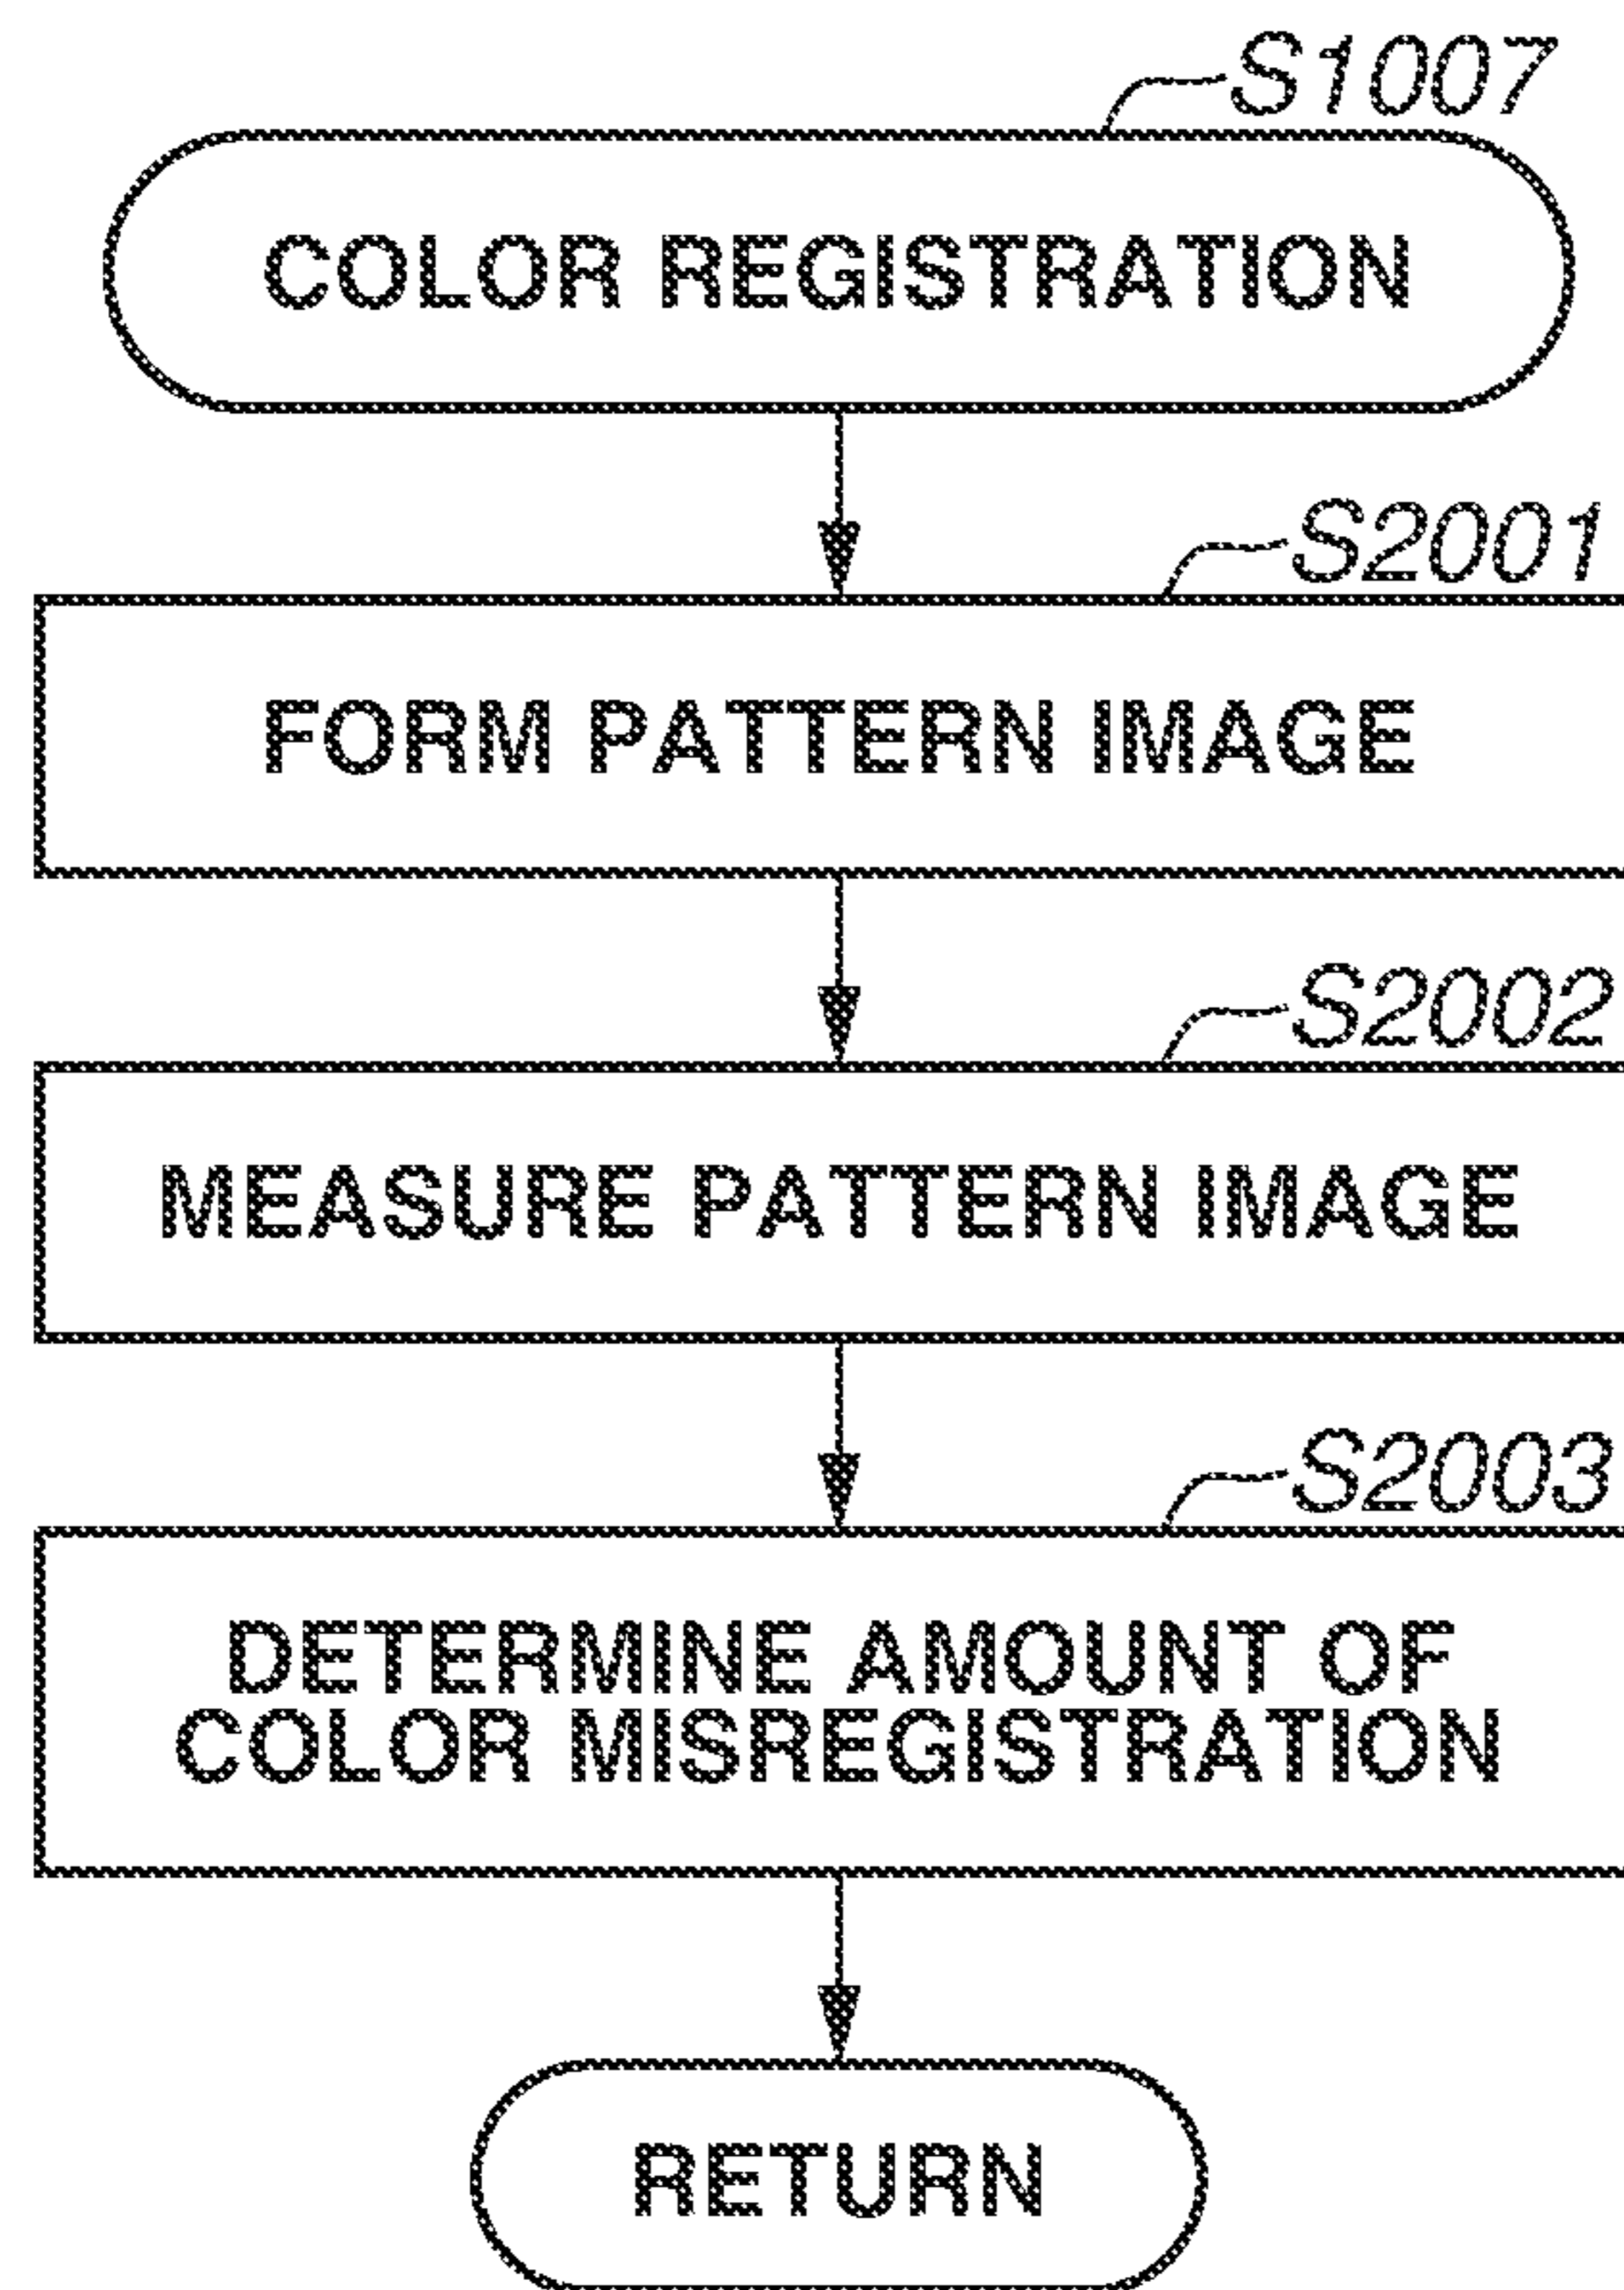 S1007
COLOR REGISTRATION
S2001
FORM PATTERN IMAGE
S2002
MEASURE PATTERN IMAGE
S2003
DETERMINE AMOUNT OF
COLOR MISREGISTRATION
RETURN